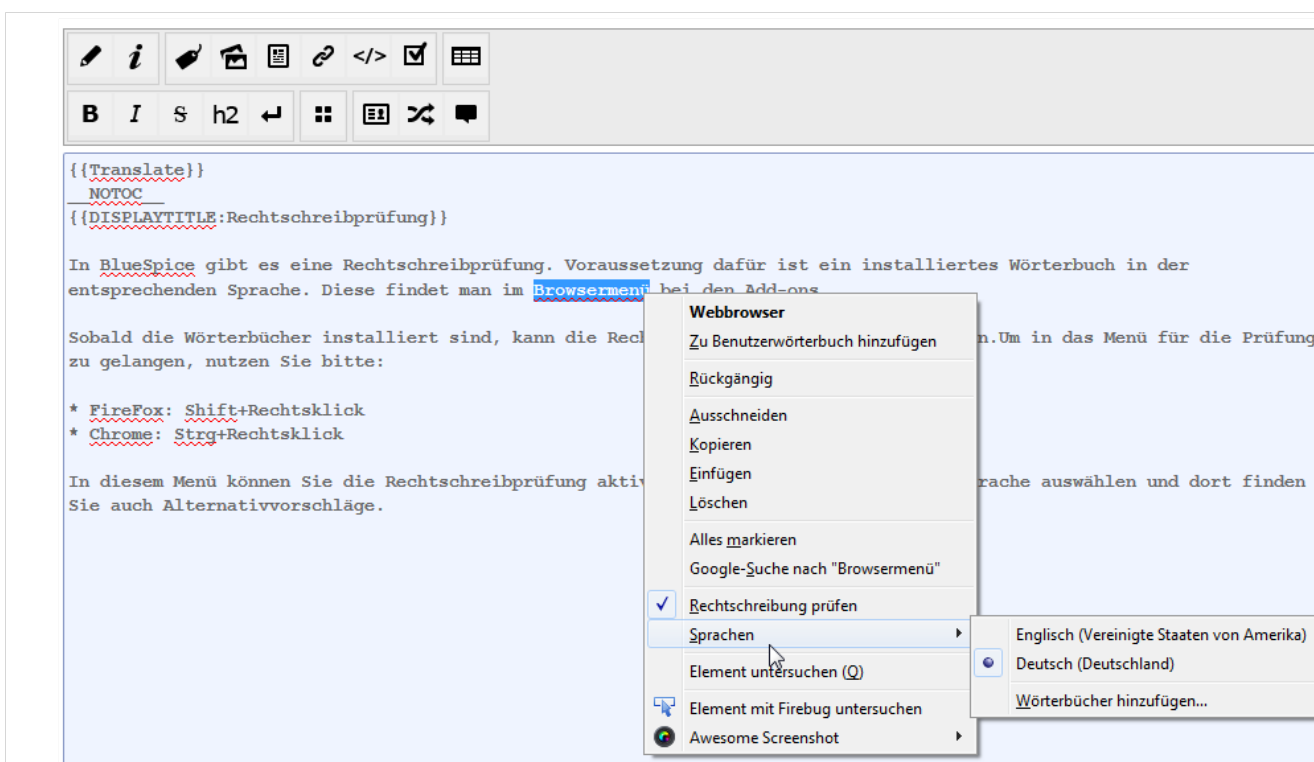 B I S h2
{{Translate}}
__NOTOC__
{{DISPLAYTITLE:Rechtschreibprüfung}}
In BlueSpice gibt es eine Rechtschreibprüfung. Voraussetzung dafür ist ein installiertes Wörterbuch in der
entsprechenden Sprache. Diese findet man im Browsermenü bei den Add-ons
Sobald die Wörterbücher installiert sind, kann die Rech n.Um in das Menü für die Prüfung
zu gelangen, nutzen Sie bitte:
* FireFox: Shift+Rechtsklick
* Chrome: Strg+Rechtsklick
In diesem Menü können Sie die Rechtschreibprüfung aktiv rache auswählen und dort finden
Sie auch Alternativvorschläge.
Webbrowser
Zu Benutzerwörterbuch hinzufügen
Rückgängig
Ausschneiden
Kopieren
Einfügen
Löschen
Alles markieren
Google-Suche nach "Browsermenü"
Rechtschreibung prüfen
Sprachen
Element untersuchen (Q)
Element mit Firebug untersuchen
Awesome Screenshot
Englisch (Vereinigte Staaten von Amerika)
Deutsch (Deutschland)
Wörterbücher hinzufügen...